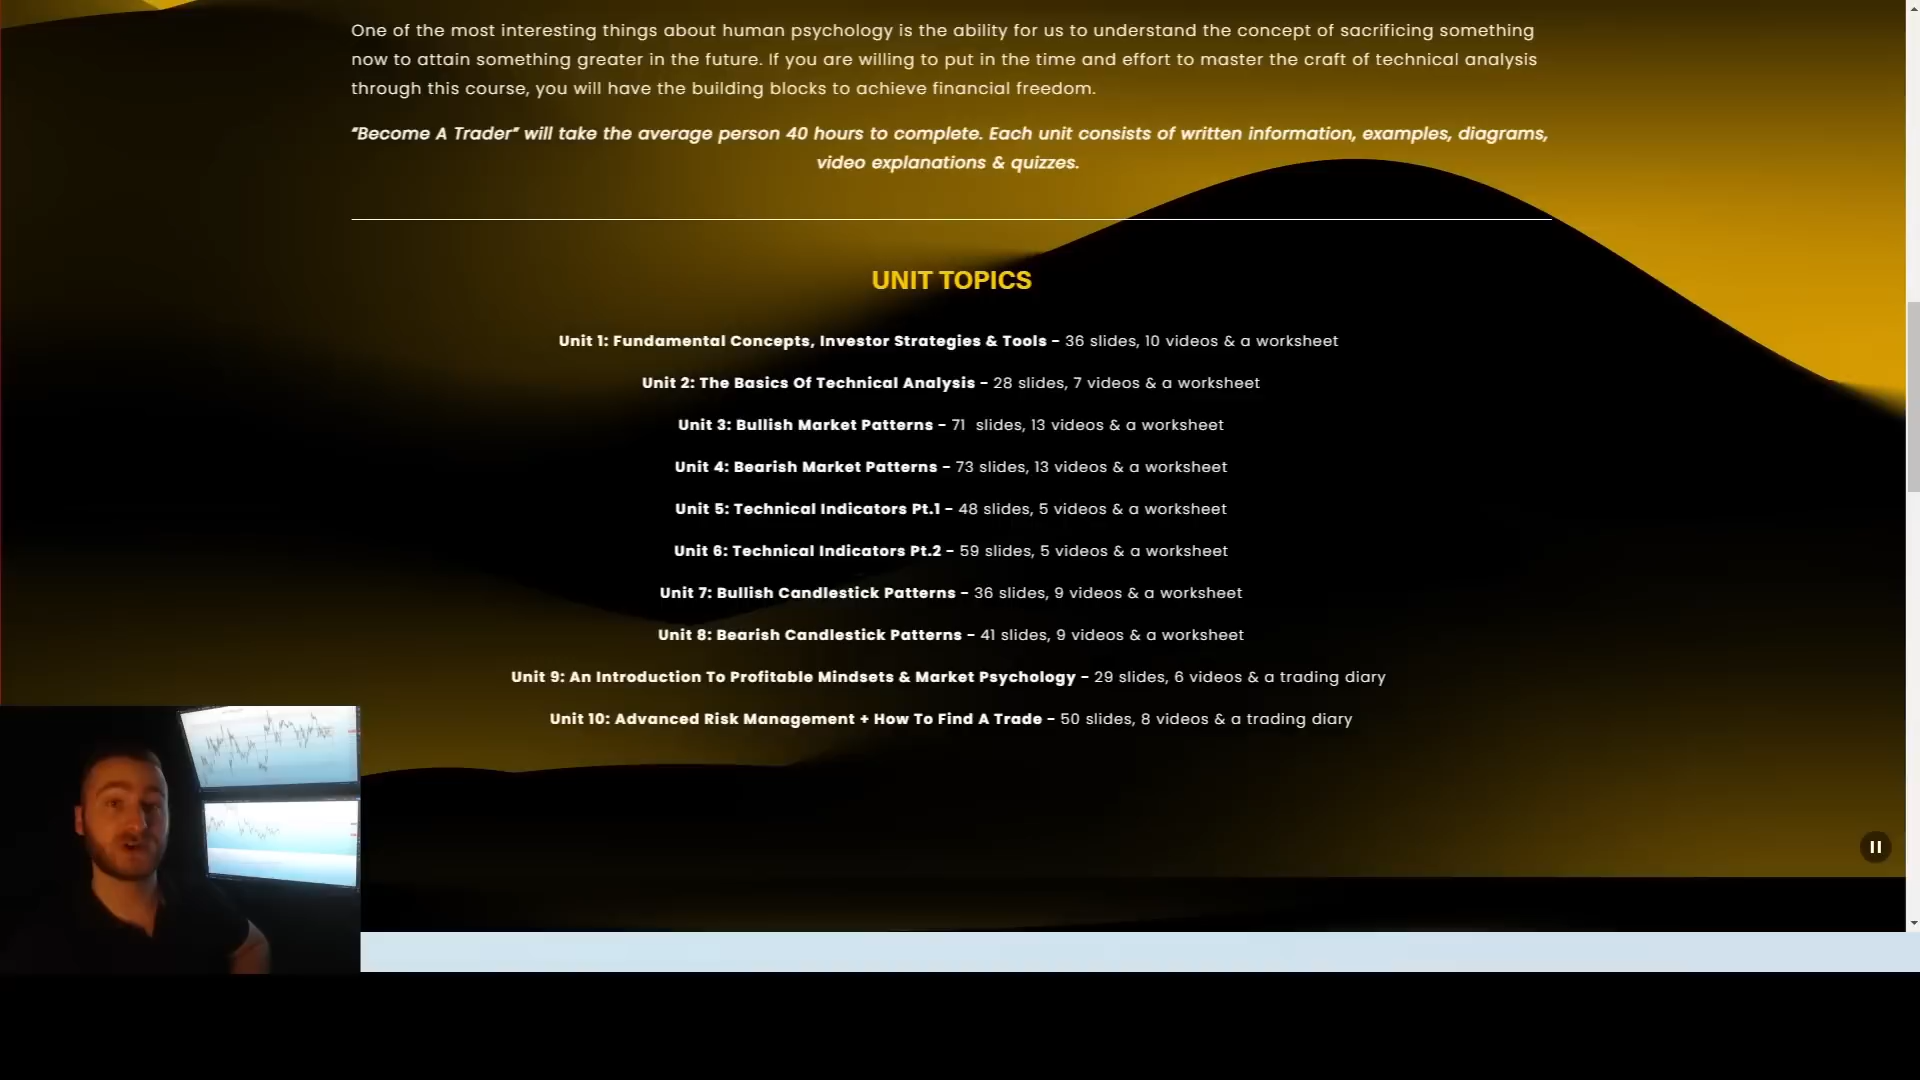 One of the most interesting things about human psychology is the ability for us to understand the concept of sacrificing something
now to attain something greater in the future. If you are willing to put in the time and effort to master the craft of technical analysis
through this course, you will have the building blocks to achieve financial freedom.
“Become A Trader” will take the average person 40 hours to complete. Each unit consists of written information, examples, diagrams,
video explanations & quizzes.
UNIT TOPICS
Unit 1: Fundamental Concepts, Investor Strategies & Tools - 36 slides, 10 videos & a worksheet
Unit 2: The Basics Of Technical Analysis - 28 slides, 7 videos & a worksheet
Unit 3: Bullish Market Patterns - 71  slides, 13 videos & a worksheet
Unit 4: Bearish Market Patterns - 73 slides, 13 videos & a worksheet
Unit 5: Technical Indicators Pt.1 - 48 slides, 5 videos & a worksheet
Unit 6: Technical Indicators Pt.2 - 59 slides, 5 videos & a worksheet
Unit 7: Bullish Candlestick Patterns - 36 slides, 9 videos & a worksheet
Unit 8: Bearish Candlestick Patterns - 41 slides, 9 videos & a worksheet
Unit 9: An Introduction To Profitable Mindsets & Market Psychology - 29 slides, 6 videos & a trading diary
Unit 10: Advanced Risk Management + How To Find A Trade - 50 slides, 8 videos & a trading diary